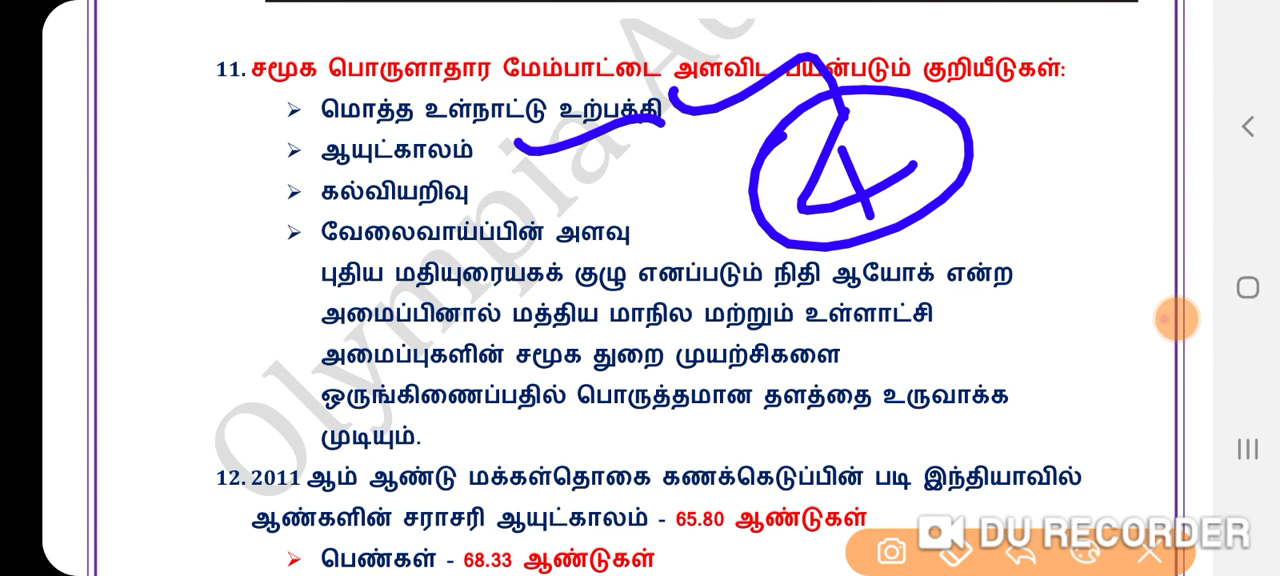 11. சமூக பொருளாதார மேம்பாட்டை அளவிட பயன்படும் குறியீடுகள்:
➢ மொத்த உள்நாட்டு உற்பத்தி
➢ ஆயுட்காலம்
➢ கல்வியறிவு
➢ வேலைவாய்ப்பின் அளவு
புதிய மதியுரையகக் குழு எனப்படும் நிதி ஆயோக் என்ற
அமைப்பினால் மத்திய மாநில மற்றும் உள்ளாட்சி
அமைப்புகளின் சமூக துறை முயற்சிகளை
ஒருங்கிணைப்பதில் பொருத்தமான தளத்தை உருவாக்க
முடியும்.
12. 2011 ஆம் ஆண்டு மக்கள்தொகை கணக்கெடுப்பின் படி இந்தியாவில்
ஆண்களின் சராசரி ஆயுட்காலம் - 65.80 ஆண்டுகள்
➢ பெண்கள் - 68.33 ஆண்டுகள்
4
Olympia
DU RECORDER